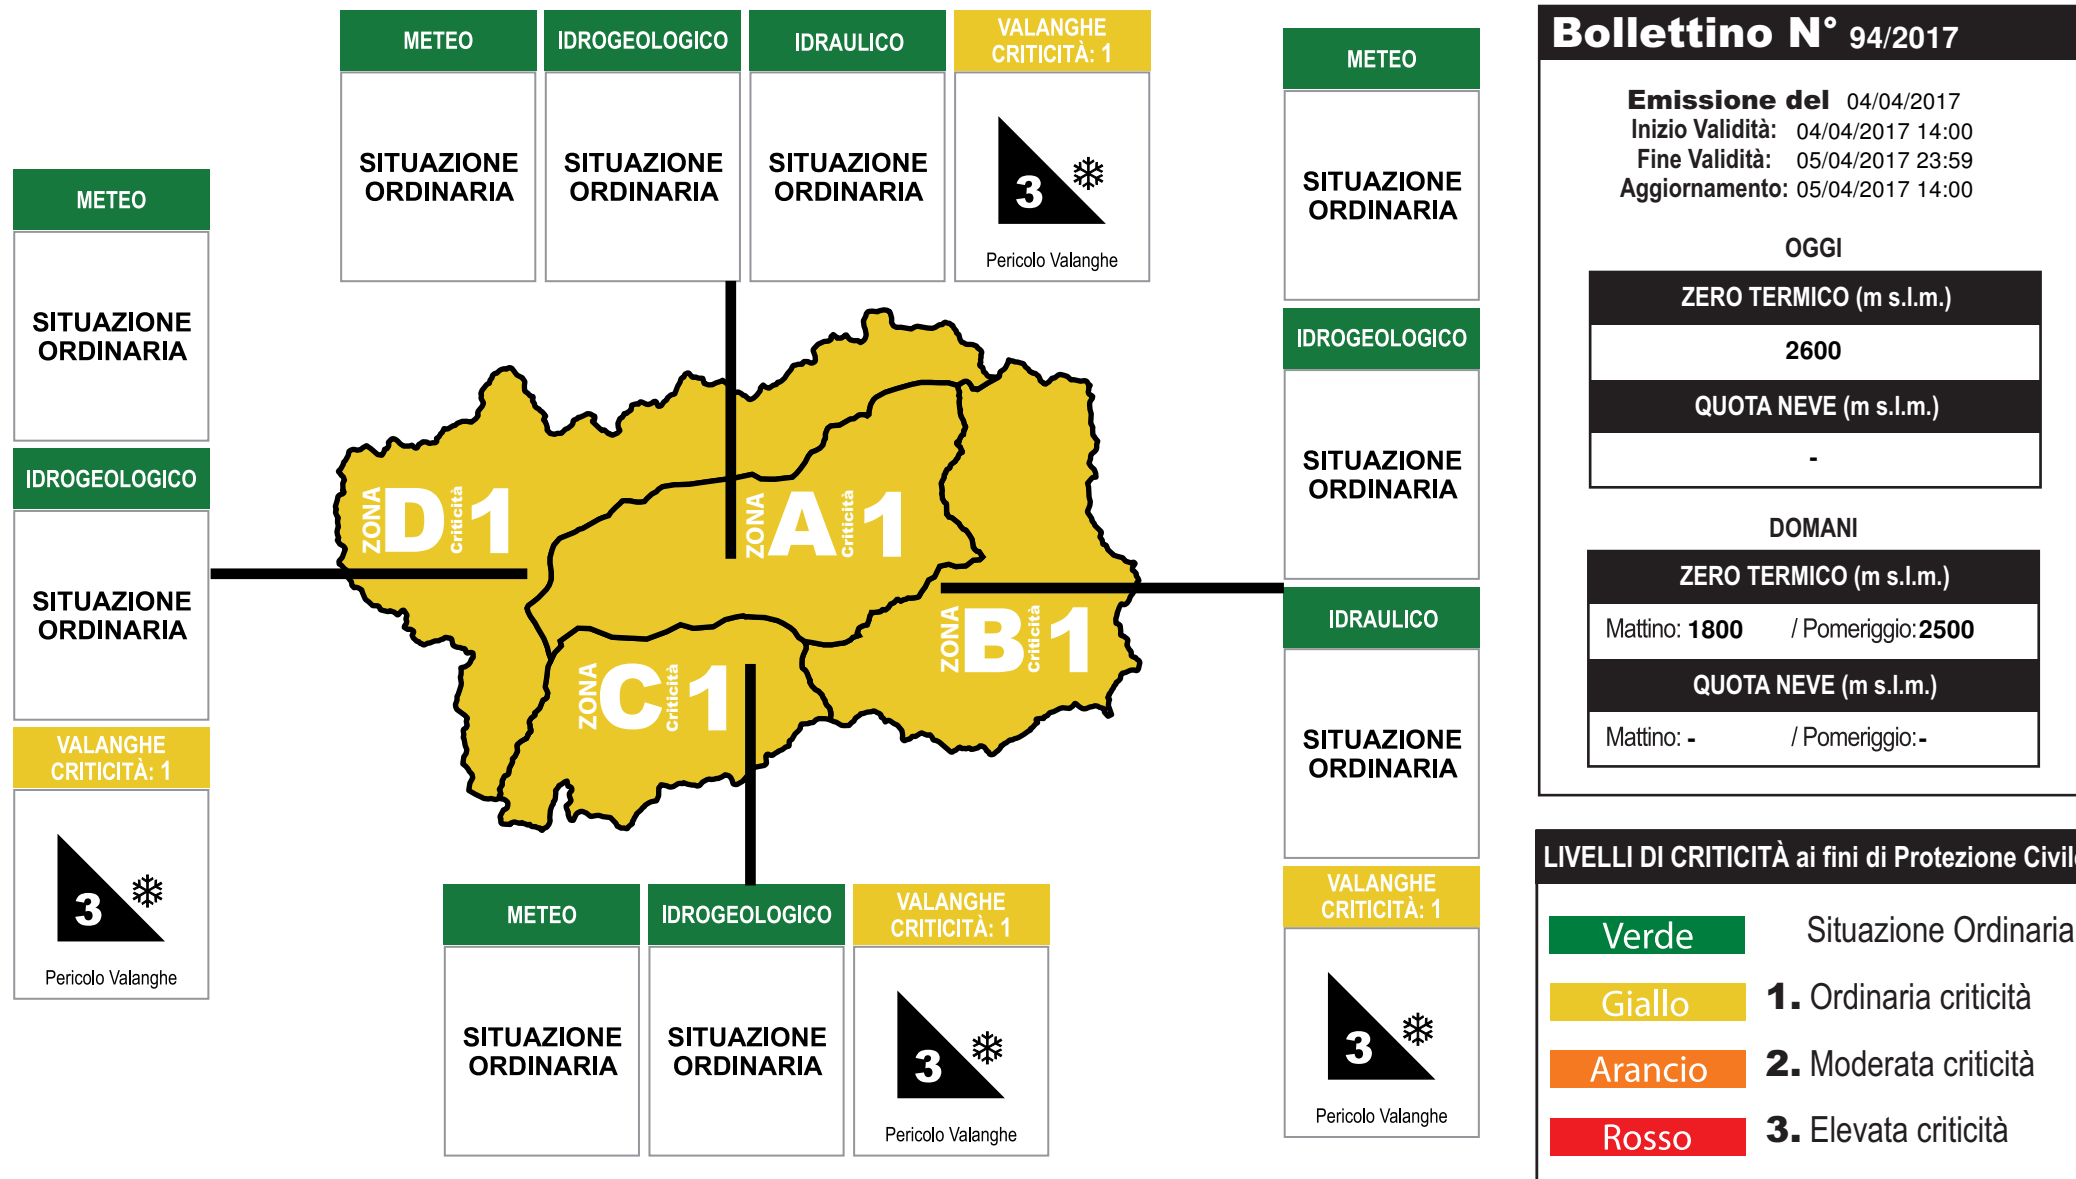 METEO
SITUAZIONE
ORDINARIA
IDROGEOLOGICO
SITUAZIONE
ORDINARIA
IDRAULICO
SITUAZIONE
ORDINARIA
VALANGHE
CRITICITÀ: 1
3
Pericolo Valanghe
METEO
SITUAZIONE
ORDINARIA
IDROGEOLOGICO
SITUAZIONE
ORDINARIA
VALANGHE
CRITICITÀ: 1
3
Pericolo Valanghe
ZONA D Criticità 1
ZONA A Criticità 1
ZONA B Criticità 1
ZONA C Criticità 1
METEO
SITUAZIONE
ORDINARIA
IDROGEOLOGICO
SITUAZIONE
ORDINARIA
VALANGHE
CRITICITÀ: 1
3
Pericolo Valanghe
METEO
SITUAZIONE
ORDINARIA
IDROGEOLOGICO
SITUAZIONE
ORDINARIA
IDRAULICO
SITUAZIONE
ORDINARIA
VALANGHE
CRITICITÀ: 1
3
Pericolo Valanghe
Bollettino N° 94/2017
Emissione del 04/04/2017
Inizio Validità: 04/04/2017 14:00
Fine Validità: 05/04/2017 23:59
Aggiornamento: 05/04/2017 14:00
OGGI
ZERO TERMICO (m s.l.m.)
2600
QUOTA NEVE (m s.l.m.)
-
DOMANI
ZERO TERMICO (m s.l.m.)
Mattino: 1800 / Pomeriggio: 2500
QUOTA NEVE (m s.l.m.)
Mattino: - / Pomeriggio: -
LIVELLI DI CRITICITÀ ai fini di Protezione Civile
Verde Situazione Ordinaria
Giallo 1. Ordinaria criticità
Arancio 2. Moderata criticità
Rosso 3. Elevata criticità